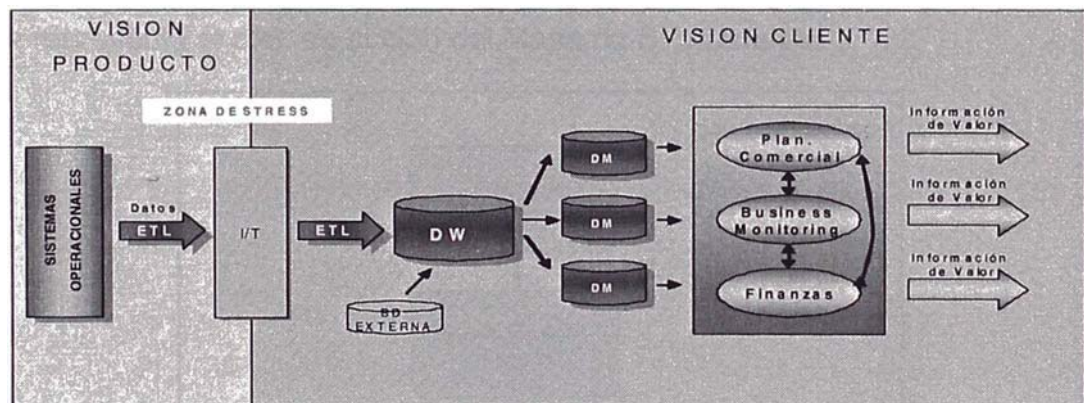 VISION
PRODUCTO
VISION CLIENTE
ZONA DE STRESS
SISTEMAS
OPERACIONALES
Datos
ETL
I/T
ETL
DW
BD
EXTERNA
DM
DM
DM
Plan.
Comercial
Business
Monitoring
Finanzas
Información
de Valor
Información
de Valor
Información
de Valor